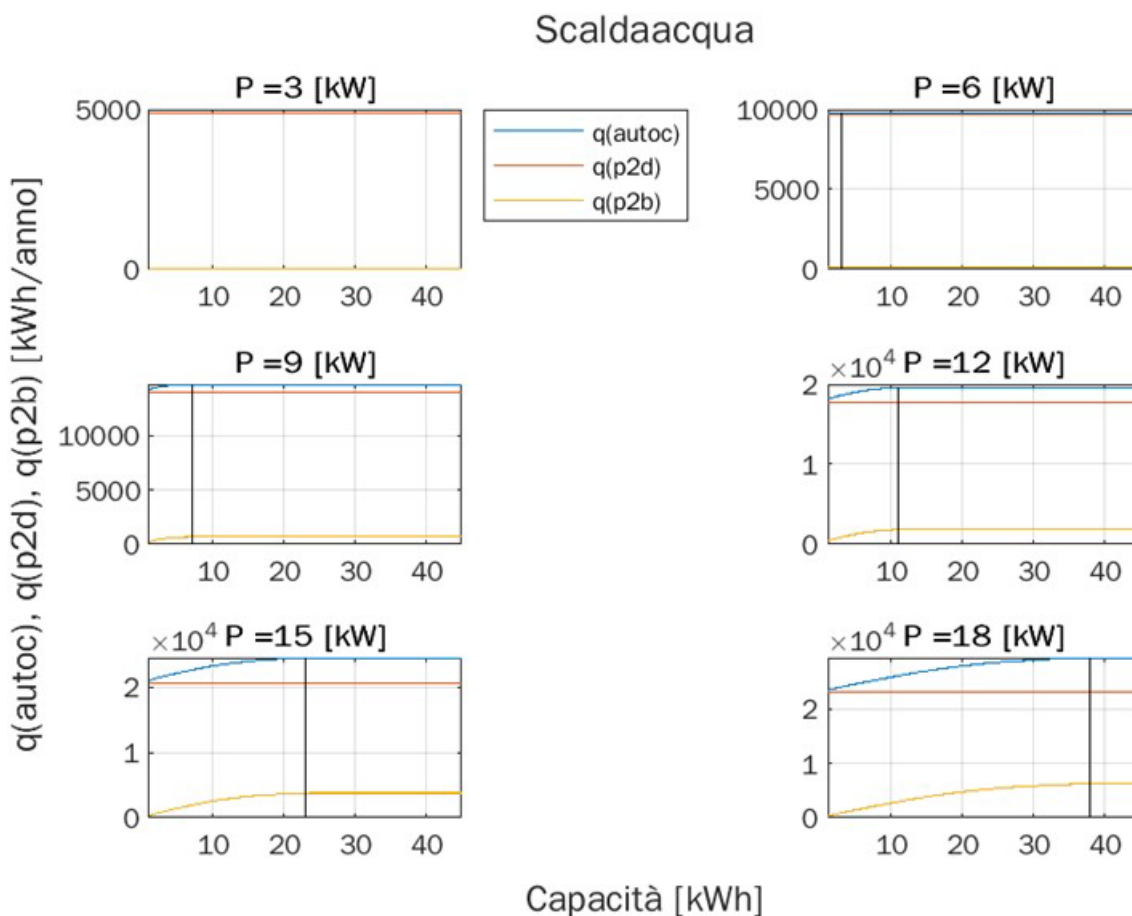 Scaldaacqua
q(autoc), q(p2d), q(p2b) [kWh/anno]
P =3 [kW]
5000
0
10 20 30 40
q(autoc)
q(p2d)
q(p2b)
P =6 [kW]
10000
5000
0
10 20 30 40
P =9 [kW]
10000
5000
0
10 20 30 40
×10⁴ P =12 [kW]
2
1
0
10 20 30 40
×10⁴ P =15 [kW]
2
1
0
10 20 30 40
×10⁴ P =18 [kW]
2
1
0
10 20 30 40
Capacità [kWh]